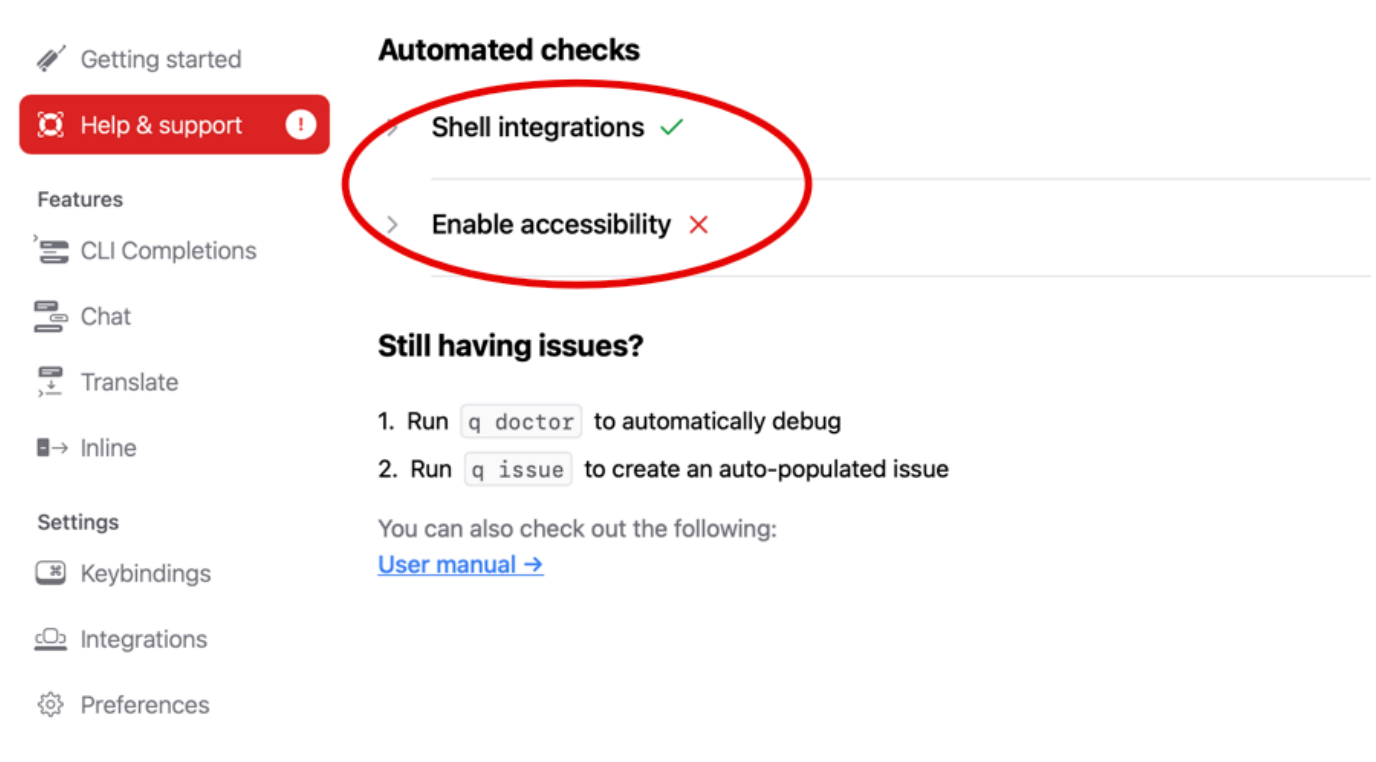 Getting started
Help & support !
Features
CLI Completions
Chat
Translate
Inline
Settings
Keybindings
Integrations
Preferences
Automated checks
Shell integrations
Enable accessibility
Still having issues?
1. Run q doctor to automatically debug
2. Run q issue to create an auto-populated issue
You can also check out the following:
User manual →